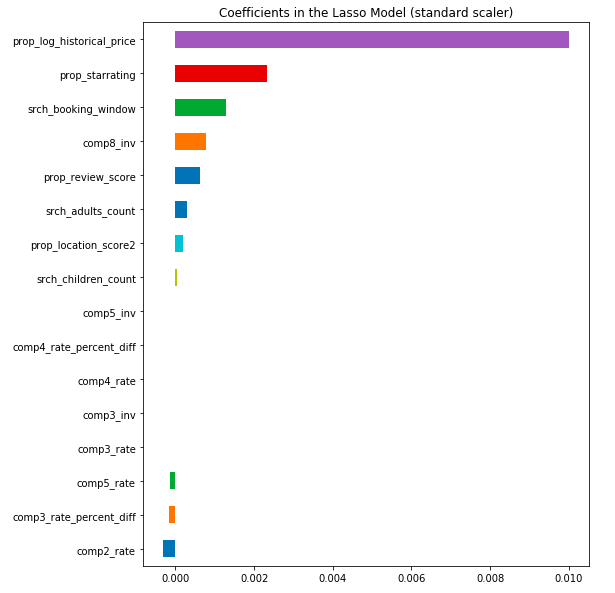 Coefficients in the Lasso Model (standard scaler)
prop_log_historical_price
prop_starrating
srch_booking_window
comp8_inv
prop_review_score
srch_adults_count
prop_location_score2
srch_children_count
comp5_inv
comp4_rate_percent_diff
comp4_rate
comp3_inv
comp3_rate
comp5_rate
comp3_rate_percent_diff
comp2_rate
0.000 0.002 0.004 0.006 0.008 0.010